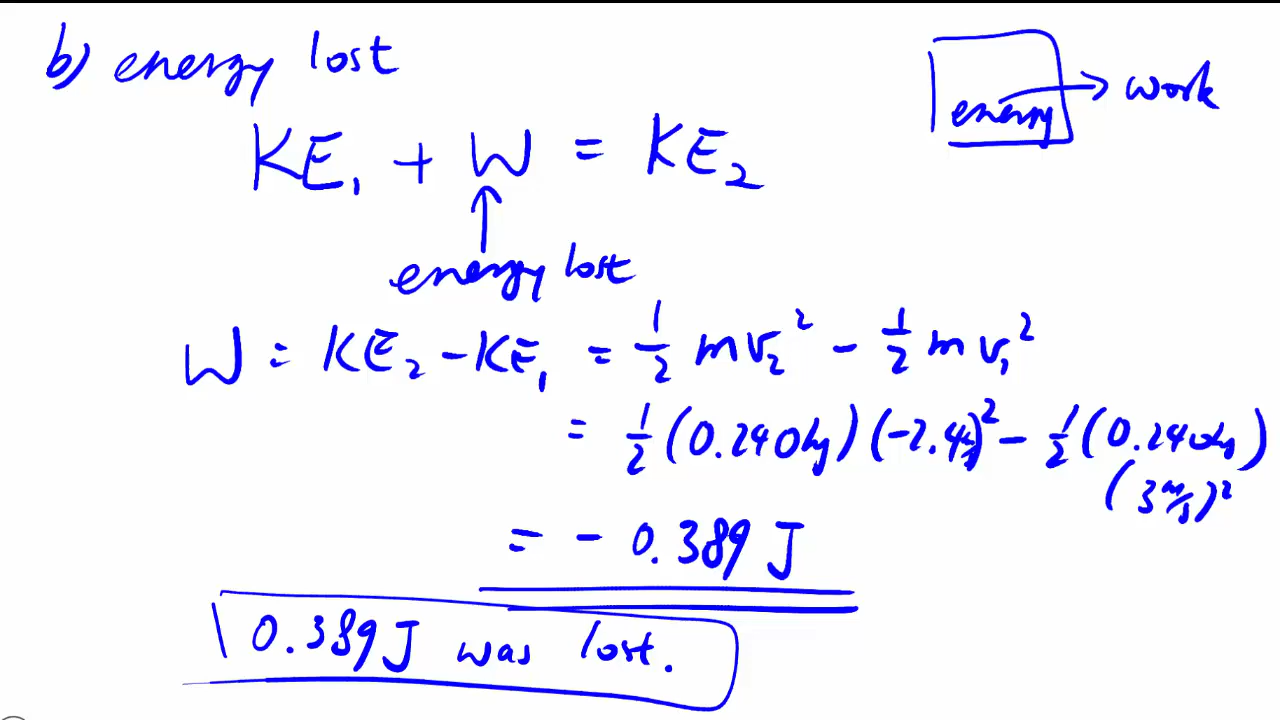 b) energy lost
energy → work
KE₁ + W = KE₂
↑
energy lost
W = KE₂ - KE₁ = 1/2 mv₂² - 1/2 mv₁²
= 1/2 (0.240kg) (-2.4m/s)² - 1/2 (0.240kg)
(3 m/s)²
= - 0.389 J
0.389J was lost.